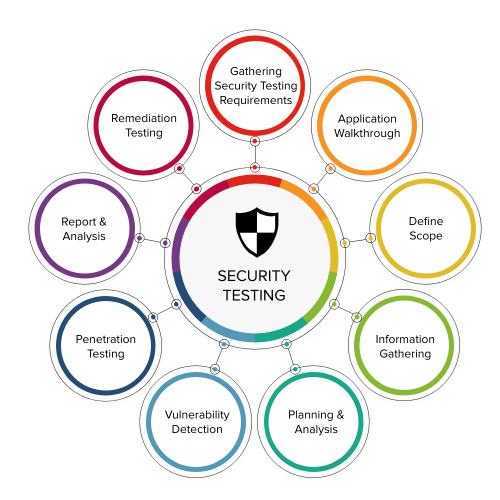 Gathering
Security Testing
Requirements
Application
Walkthrough
Define
Scope
Information
Gathering
Planning &
Analysis
Vulnerability
Detection
Penetration
Testing
Report &
Analysis
Remediation
Testing
SECURITY
TESTING